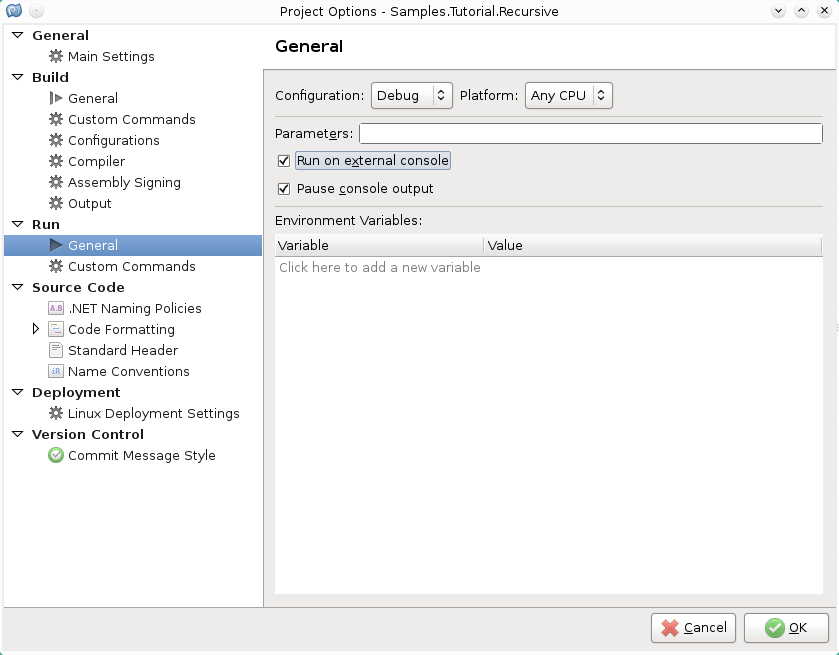 Project Options - Samples.Tutorial.Recursive
General
Main Settings
Build
General
Custom Commands
Configurations
Compiler
Assembly Signing
Output
Run
General
Custom Commands
Source Code
A.B .NET Naming Policies
Code Formatting
Standard Header
iR Name Conventions
Deployment
Linux Deployment Settings
Version Control
Commit Message Style
General
Configuration: Debug Platform: Any CPU
Parameters:
Run on external console
Pause console output
Environment Variables:
Variable Value
Click here to add a new variable
Cancel OK